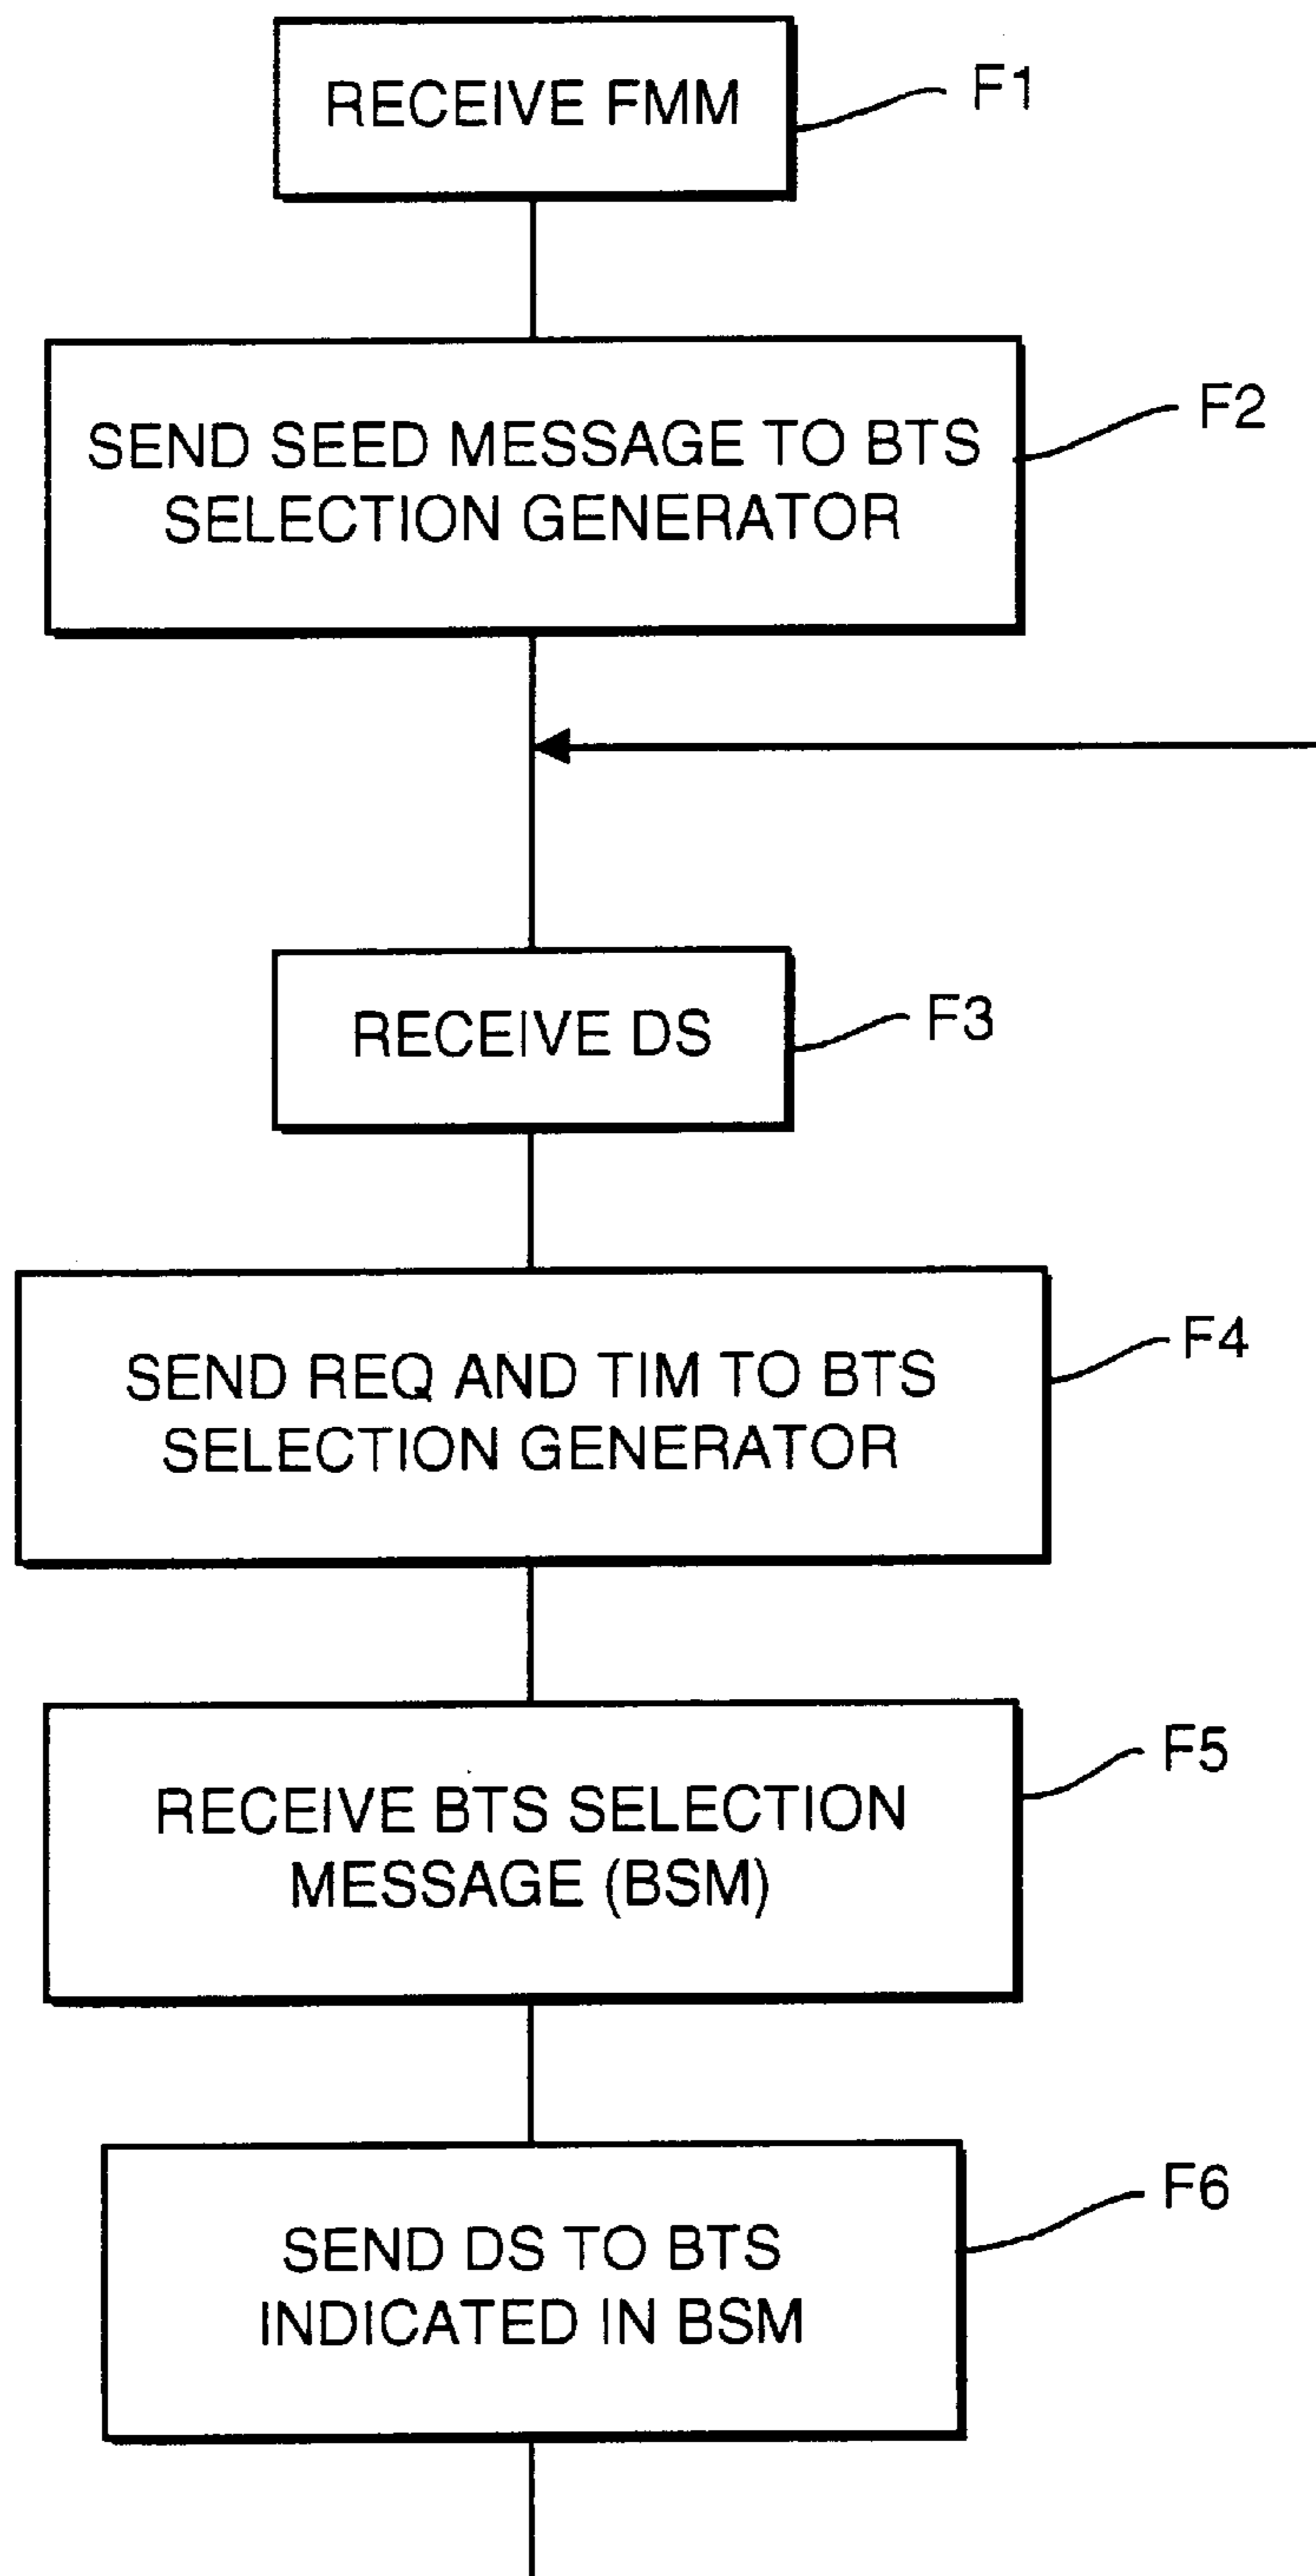 RECEIVE FMM
F1
SEND SEED MESSAGE TO BTS
SELECTION GENERATOR
F2
RECEIVE DS
F3
SEND REQ AND TIM TO BTS
SELECTION GENERATOR
F4
RECEIVE BTS SELECTION
MESSAGE (BSM)
F5
SEND DS TO BTS
INDICATED IN BSM
F6